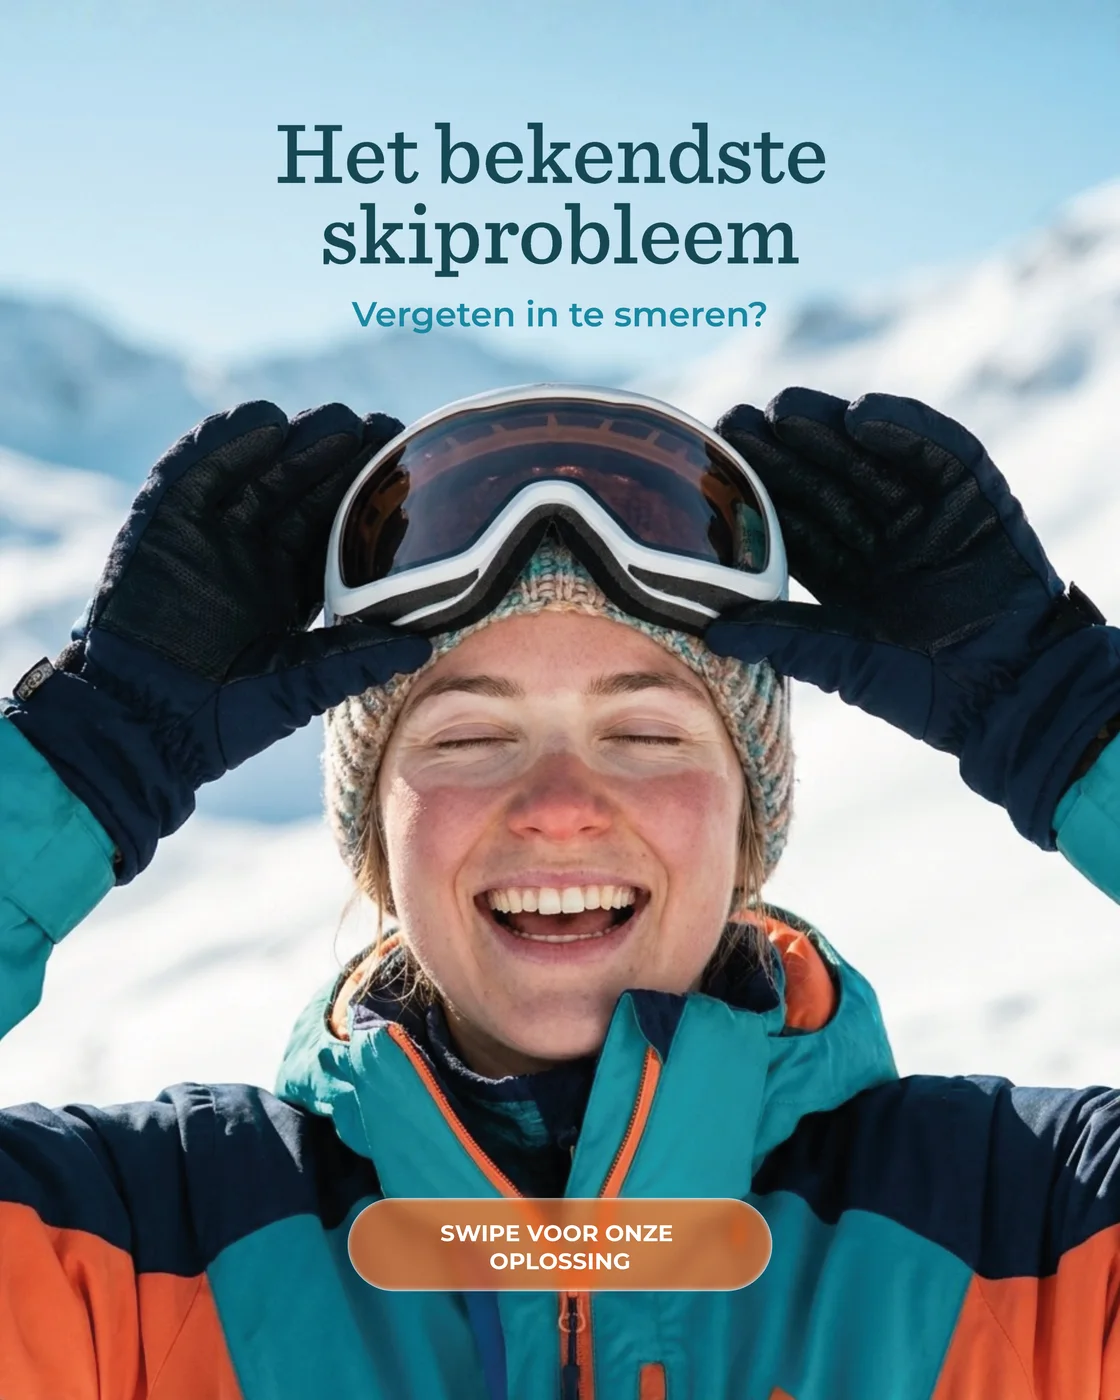 Het bekendste
skiprobleem
Vergeten in te smeren?
SWIPE VOOR ONZE
OPLOSSING